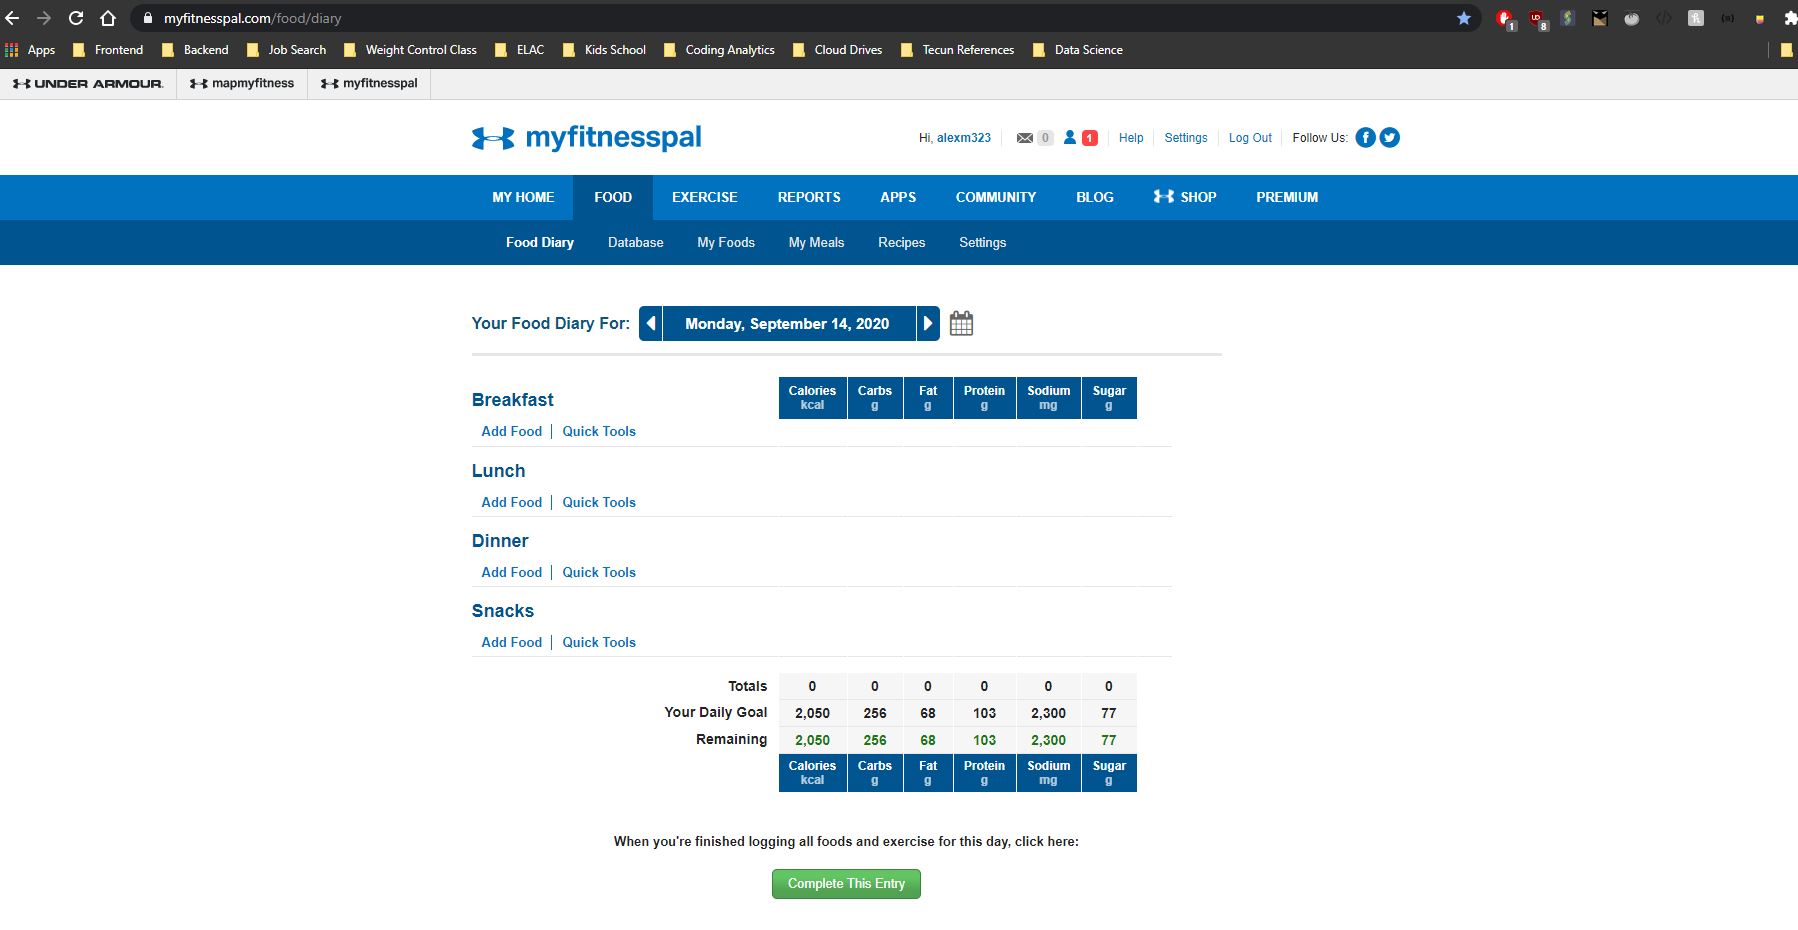 myfitnesspal.com/food/diary
1 UD 8
Apps Frontend Backend Job Search Weight Control Class ELAC Kids School Coding Analytics Cloud Drives Tecun References Data Science
UNDER ARMOUR. mapmyfitness myfitnesspal
myfitnesspal
Hi, alexm323 0 1 Help Settings Log Out Follow Us:
MY HOME FOOD EXERCISE REPORTS APPS COMMUNITY BLOG SHOP PREMIUM
Food Diary Database My Foods My Meals Recipes Settings
Your Food Diary For: Monday, September 14, 2020
Breakfast Calories Carbs Fat Protein Sodium Sugar
kcal g g g mg g
Add Food | Quick Tools
Lunch
Add Food | Quick Tools
Dinner
Add Food | Quick Tools
Snacks
Add Food | Quick Tools
Totals 0 0 0 0 0 0
Your Daily Goal 2,050 256 68 103 2,300 77
Remaining 2,050 256 68 103 2,300 77
Calories Carbs Fat Protein Sodium Sugar
kcal g g g mg g
When you're finished logging all foods and exercise for this day, click here:
Complete This Entry